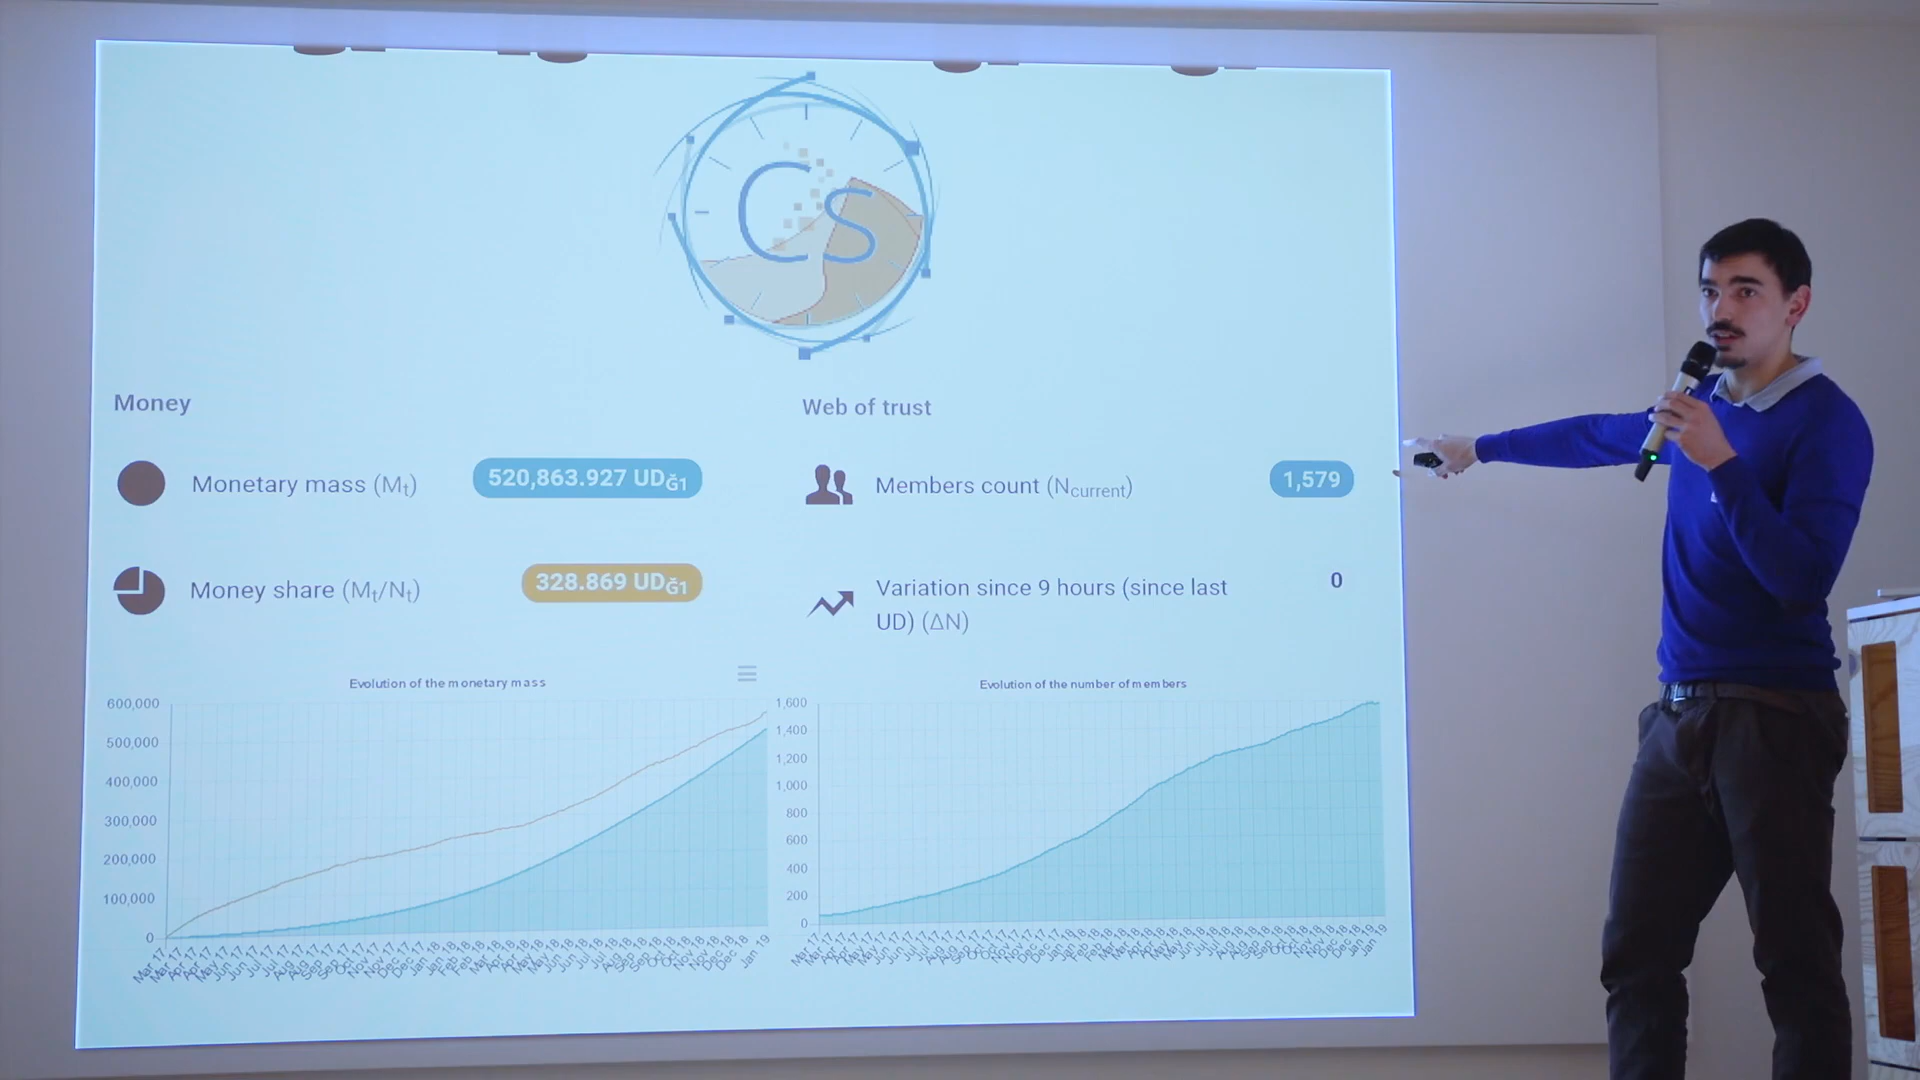 Cs
Money
Monetary mass (Mt)
520,863.927 UDĞ1
Money share (Mt/Nt)
328.869 UDĞ1
Web of trust
Members count (Ncurrent)
1,579
Variation since 9 hours (since last
UD) (ΔN)
0
Evolution of the monetary mass
600,000
500,000
400,000
300,000
200,000
100,000
0
Evolution of the number of members
1,600
1,400
1,200
1,000
800
600
400
200
0